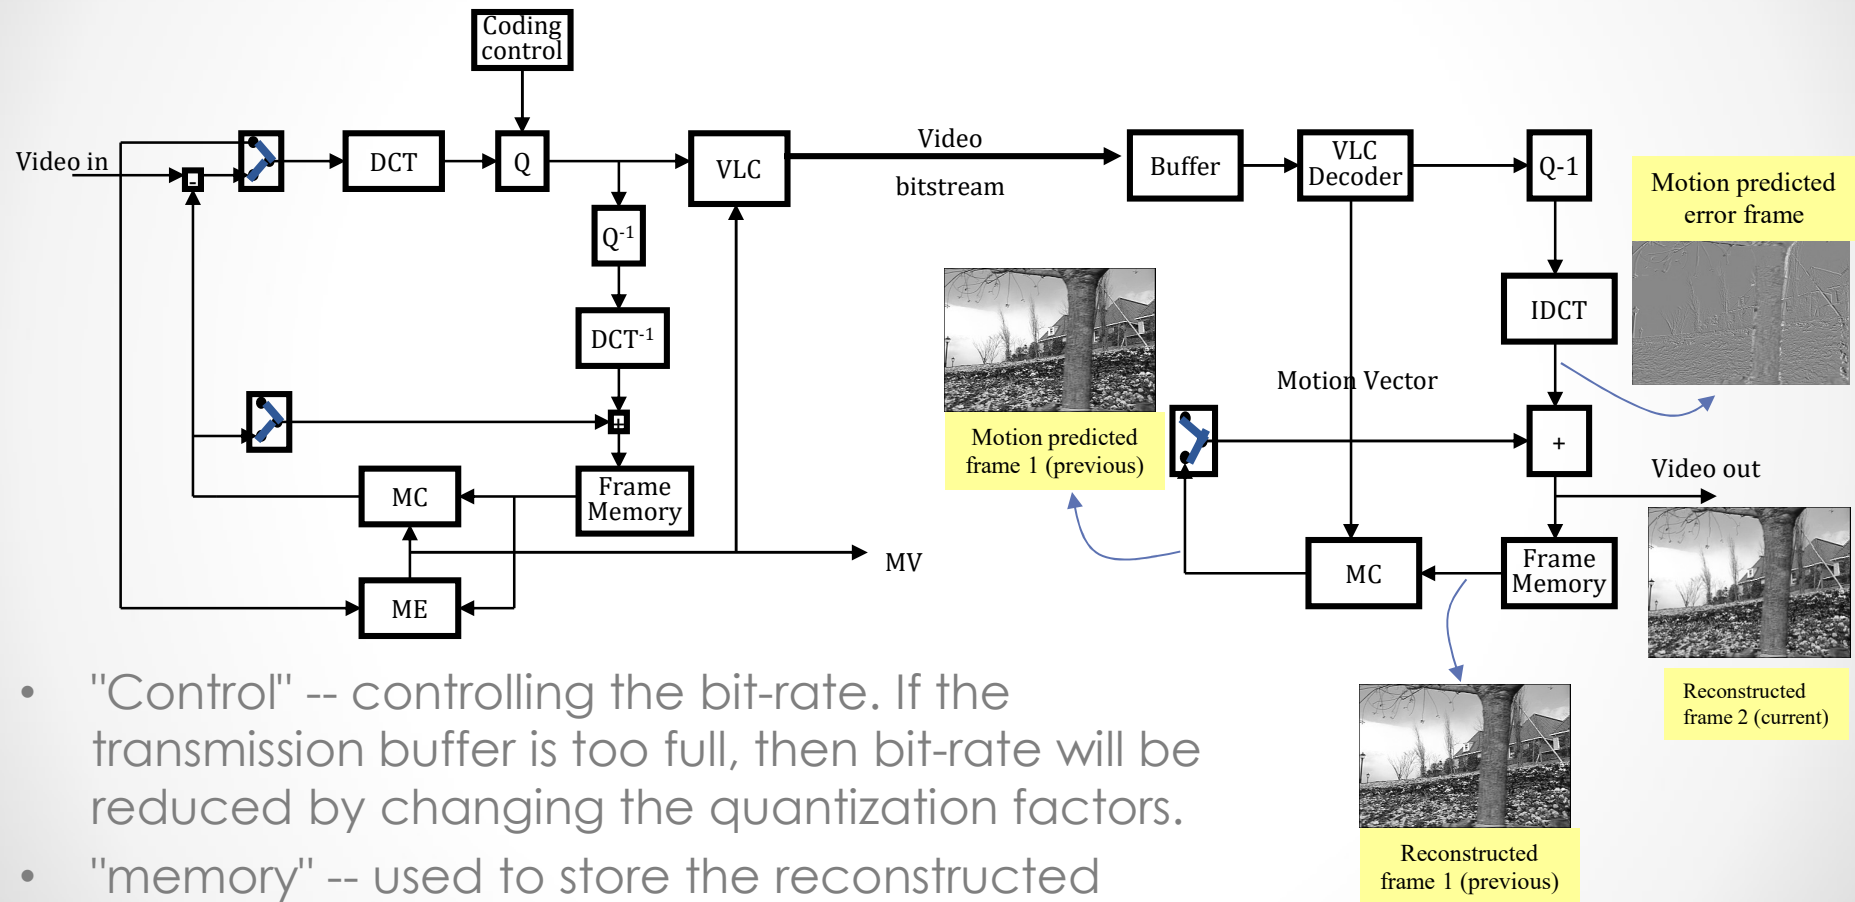 Coding
control
Video in
-
DCT
Q
VLC
Video
bitstream
Buffer
VLC
Decoder
Q-1
Motion predicted
error frame
Q-1
DCT-1
IDCT
Motion Vector
+
+
Motion predicted
frame 1 (previous)
Video out
MC
Frame
Memory
MV
ME
MC
Frame
Memory
Reconstructed
frame 2 (current)
• "Control" -- controlling the bit-rate. If the
transmission buffer is too full, then bit-rate will be
reduced by changing the quantization factors.
• "memory" -- used to store the reconstructed
Reconstructed
frame 1 (previous)